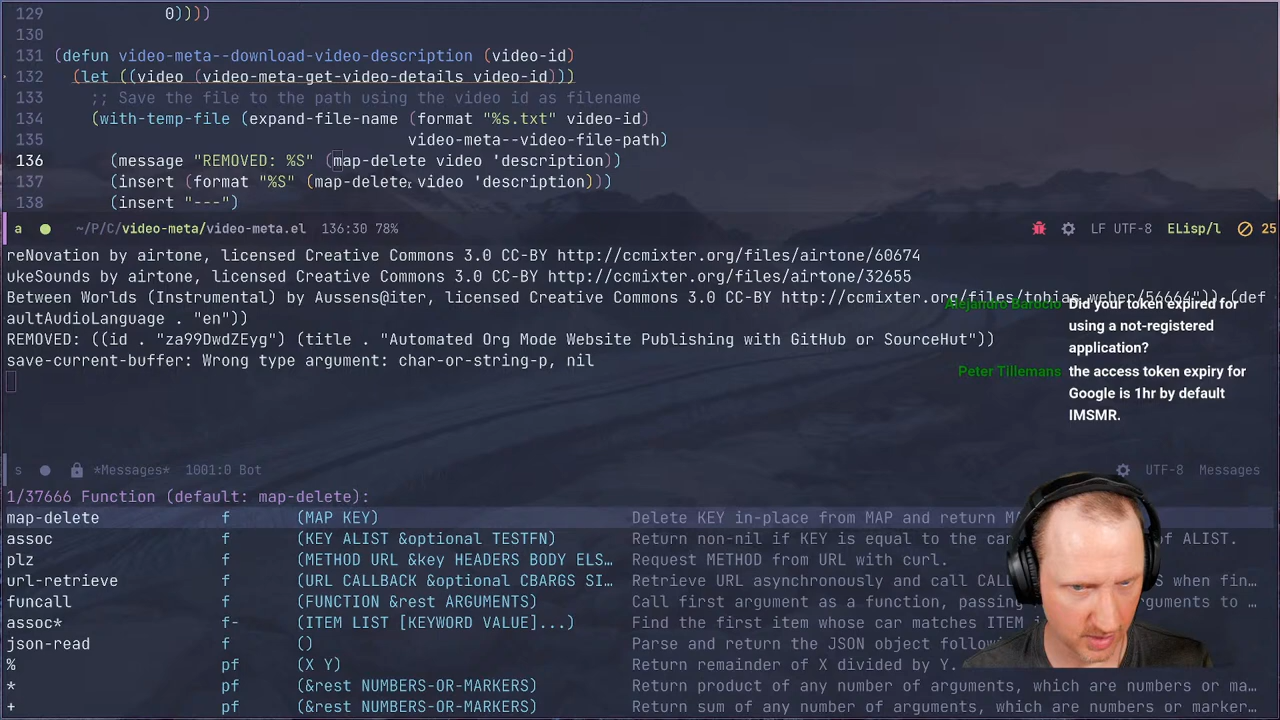 129 0))))
130
131 (defun video-meta--download-video-description (video-id)
132 (let ((video (video-meta-get-video-details video-id)))
133 ;; Save the file to the path using the video id as filename
134 (with-temp-file (expand-file-name (format "%s.txt" video-id)
135 video-meta--video-file-path)
136 (message "REMOVED: %S" (map-delete video 'description))
137 (insert (format "%S" (map-delete video 'description)))
138 (insert "---")
a ~/P/C/video-meta/video-meta.el 136:30 78% LF UTF-8 ELisp/l 25
reNovation by airtone, licensed Creative Commons 3.0 CC-BY http://ccmixter.org/files/airtone/60674
ukeSounds by airtone, licensed Creative Commons 3.0 CC-BY http://ccmixter.org/files/airtone/32655
Between Worlds (Instrumental) by Aussens@iter, licensed Creative Commons 3.0 CC-BY http://ccmixter.org/files/tobias_weber/56664")) (def
aultAudioLanguage . "en"))
REMOVED: ((id . "za99DwdZEyg") (title . "Automated Org Mode Website Publishing with GitHub or SourceHut"))
save-current-buffer: Wrong type argument: char-or-string-p, nil
Alejandro Barocio Did your token expired for
using a not-registered
application?
Peter Tillemans the access token expiry for
Google is 1hr by default
IMSMR.
s *Messages* 1001:0 Bot UTF-8 Messages
1/37666 Function (default: map-delete):
map-delete f (MAP KEY) Delete KEY in-place from MAP and return
assoc f (KEY ALIST &optional TESTFN) Return non-nil if KEY is equal to the car of ALIST.
plz f (METHOD URL &key HEADERS BODY ELS… Request METHOD from URL with curl.
url-retrieve f (URL CALLBACK &optional CBARGS SI… Retrieve URL asynchronously and call when fin…
funcall f (FUNCTION &rest ARGUMENTS) Call first argument as a function, passing to …
assoc* f- (ITEM LIST [KEYWORD VALUE]...) Find the first item whose car matches ITEM
json-read f () Parse and return the JSON object
% pf (X Y) Return remainder of X divided by Y.
* pf (&rest NUMBERS-OR-MARKERS) Return product of any number of arguments, which are numbers or ma…
+ pf (&rest NUMBERS-OR-MARKERS) Return sum of any number of arguments, which are numbers or marker…